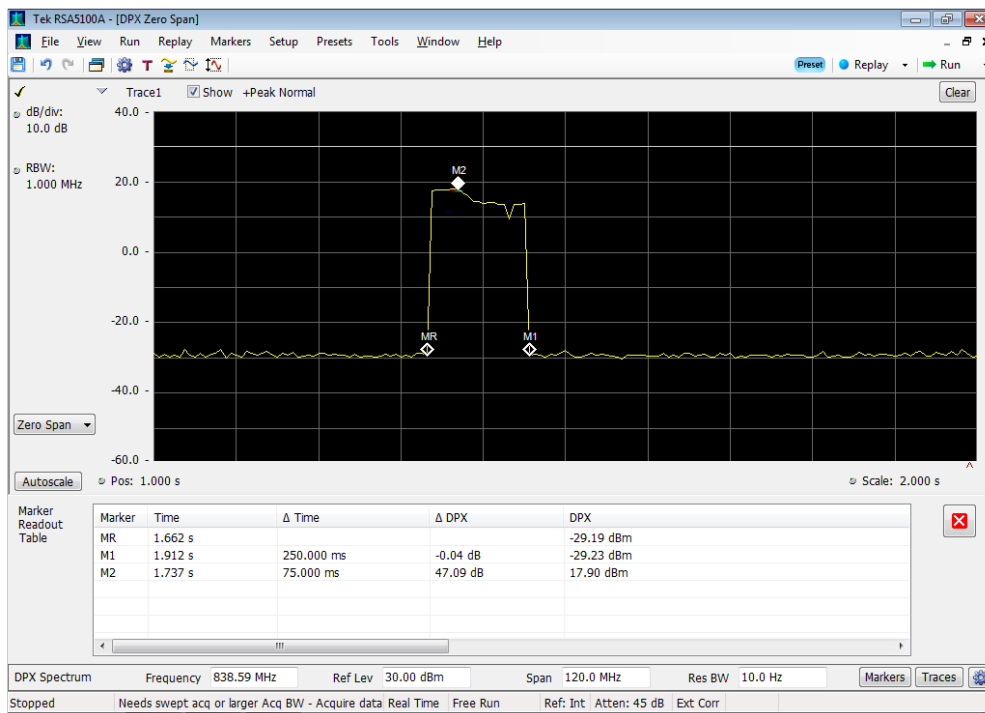 Tek RSA5100A - [DPX Zero Span]
File View Run Replay Markers Setup Presets Tools Window Help
T Preset Replay Run
Trace1 Show +Peak Normal Clear
dB/div:
10.0 dB
RBW:
1.000 MHz
40.0 -
20.0 -
0.0 -
-20.0 -
-40.0 -
-60.0 -
M2
MR M1
Zero Span
Autoscale Pos: 1.000 s Scale: 2.000 s
Marker
Readout
Table
Marker Time Δ Time Δ DPX DPX
MR 1.662 s -29.19 dBm
M1 1.912 s 250.000 ms -0.04 dB -29.23 dBm
M2 1.737 s 75.000 ms 47.09 dB 17.90 dBm
DPX Spectrum Frequency 838.59 MHz Ref Lev 30.00 dBm Span 120.0 MHz Res BW 10.0 Hz Markers Traces
Stopped Needs swept acq or larger Acq BW - Acquire data Real Time Free Run Ref: Int Atten: 45 dB Ext Corr